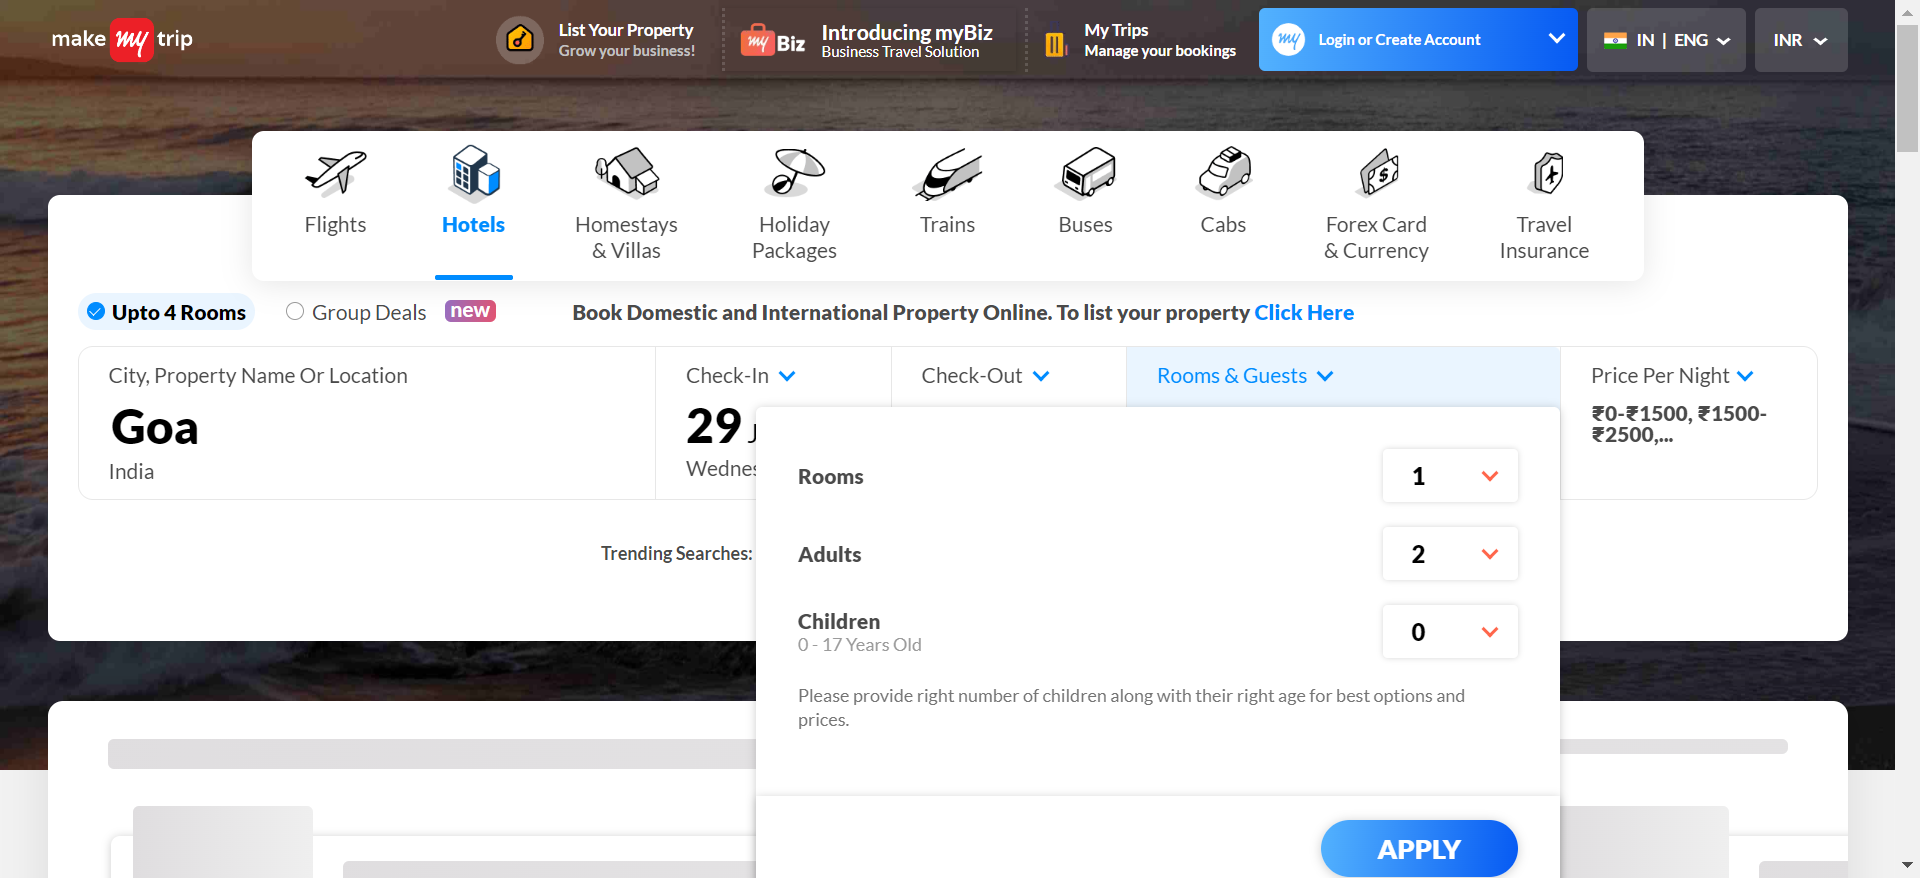 make my trip
List Your Property
Grow your business!
my Biz
Introducing myBiz
Business Travel Solution
My Trips
Manage your bookings
my Login or Create Account
IN | ENG
INR
Flights
Hotels
Homestays
& Villas
Holiday
Packages
Trains
Buses
Cabs
Forex Card
& Currency
Travel
Insurance
Upto 4 Rooms
Group Deals
new
Book Domestic and International Property Online. To list your property Click Here
City, Property Name Or Location
Goa
India
Check-In
29
Check-Out
Rooms & Guests
Price Per Night
₹0-₹1500, ₹1500-
₹2500,...
Rooms
1
Adults
2
Children
0 - 17 Years Old
0
Please provide right number of children along with their right age for best options and
prices.
APPLY
Trending Searches: